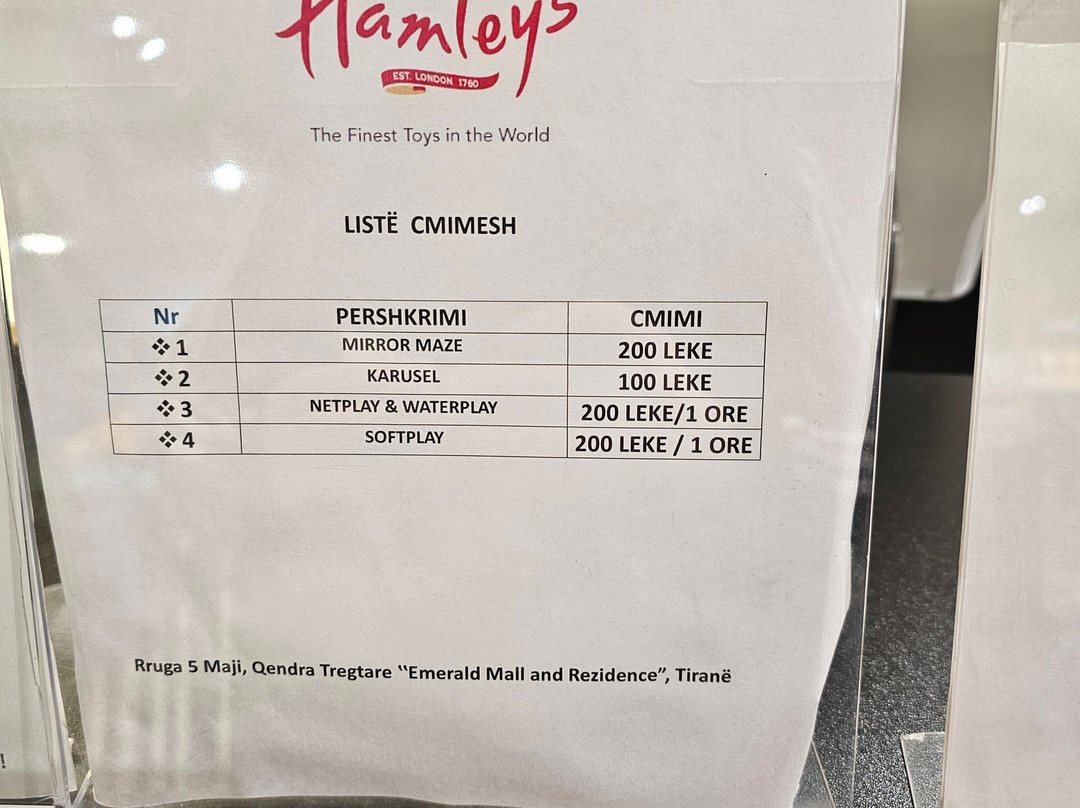 Hamleys
EST. LONDON 1760
The Finest Toys in the World
LISTË CMIMESH
Nr PERSHKRIMI CMIMI
❖ 1 MIRROR MAZE 200 LEKE
❖ 2 KARUSEL 100 LEKE
❖ 3 NETPLAY & WATERPLAY 200 LEKE/1 ORE
❖ 4 SOFTPLAY 200 LEKE / 1 ORE
Rruga 5 Maji, Qendra Tregtare “Emerald Mall and Rezidence”, Tiranë
!